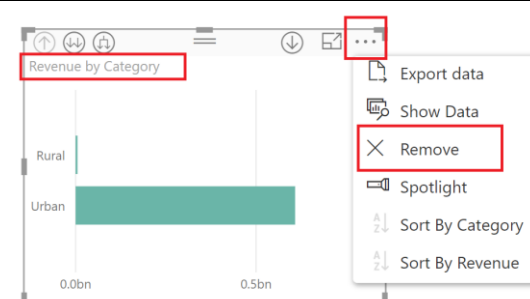 Revenue by Category
Rural
Urban
0.0bn
0.5bn
Export data
Show Data
Remove
Spotlight
Sort By Category
Sort By Revenue